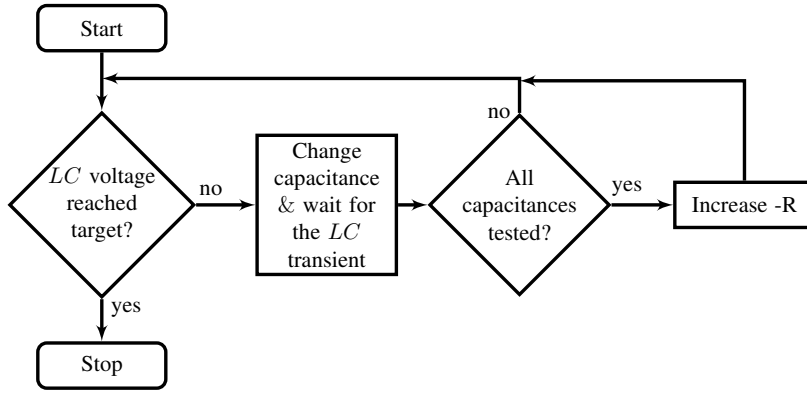 Start
LC voltage
reached
target?
no
Change
capacitance
& wait for
the LC
transient
no
All
capacitances
tested?
yes
Increase -R
yes
Stop